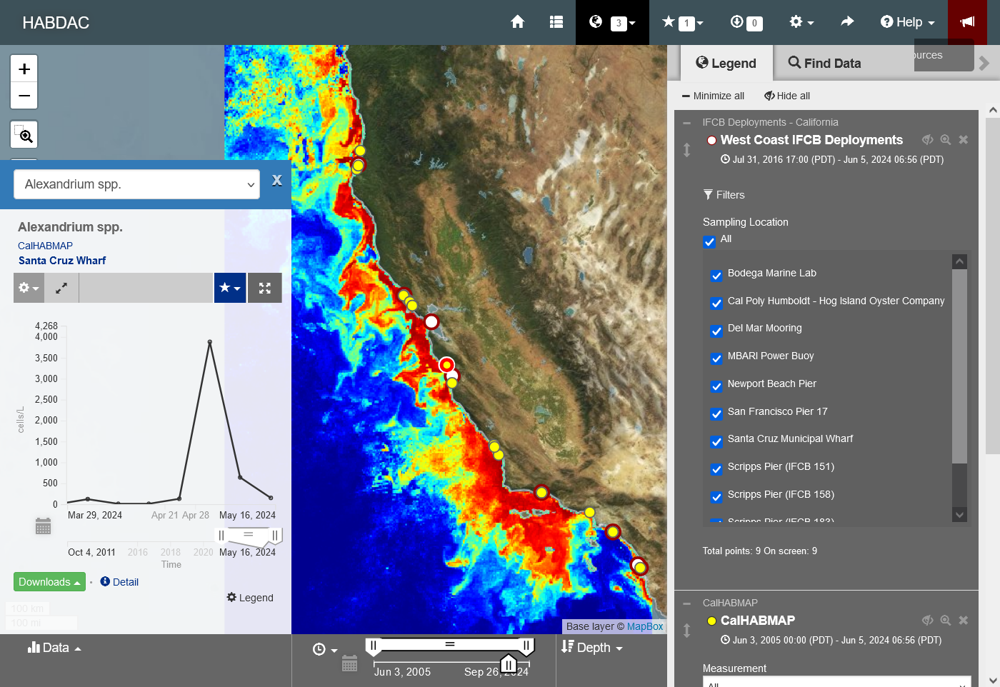 HABDAC
3
1
0
Help
ources
Legend
Find Data
Minimize all
Hide all
IFCB Deployments - California
West Coast IFCB Deployments
Jul 31, 2016 17:00 (PDT) - Jun 5, 2024 06:56 (PDT)
Filters
Sampling Location
All
Bodega Marine Lab
Cal Poly Humboldt - Hog Island Oyster Company
Del Mar Mooring
MBARI Power Buoy
Newport Beach Pier
San Francisco Pier 17
Santa Cruz Municipal Wharf
Scripps Pier (IFCB 151)
Scripps Pier (IFCB 158)
Scripps Pier (IFCB 183)
Total points: 9 On screen: 9
CalHABMAP
CalHABMAP
Jun 3, 2005 00:00 (PDT) - Jun 5, 2024 06:56 (PDT)
Measurement
All
+
−
Alexandrium spp.
X
Alexandrium spp.
CalHABMAP
Santa Cruz Wharf
4,268
4,000
3,500
3,000
2,500
2,000
1,500
1,000
500
0
cells/L
Mar 29, 2024 Apr 21 Apr 28 May 16, 2024
Oct 4, 2011 2016 2018 2020 May 16, 2024
Time
Downloads
Detail
Legend
100 km
100 mi
Base layer © MapBox
Data
Jun 3, 2005
Sep 26, 2024
Depth